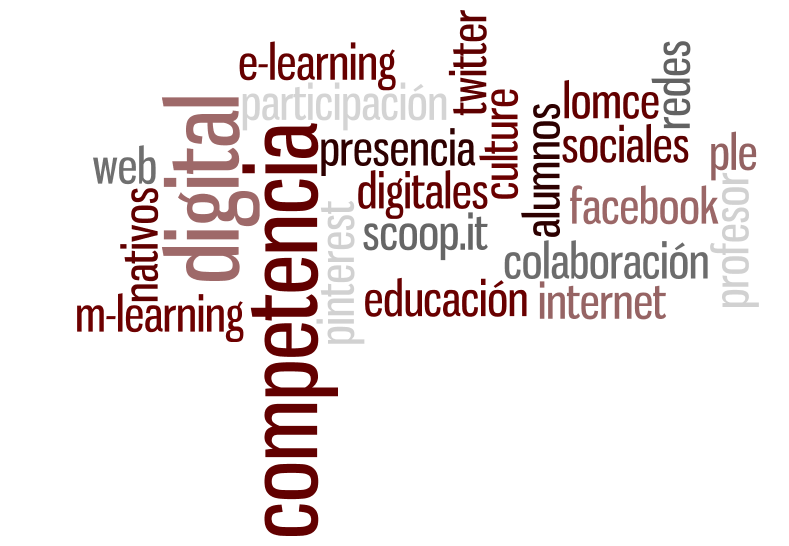 twitter
e-learning
redes
participación
lomce
culture
digital
alumnos
presencia
sociales
competencia
web
ple
digitales
nativos
facebook
profesor
scoop.it
pinterest
colaboración
educación
internet
m-learning